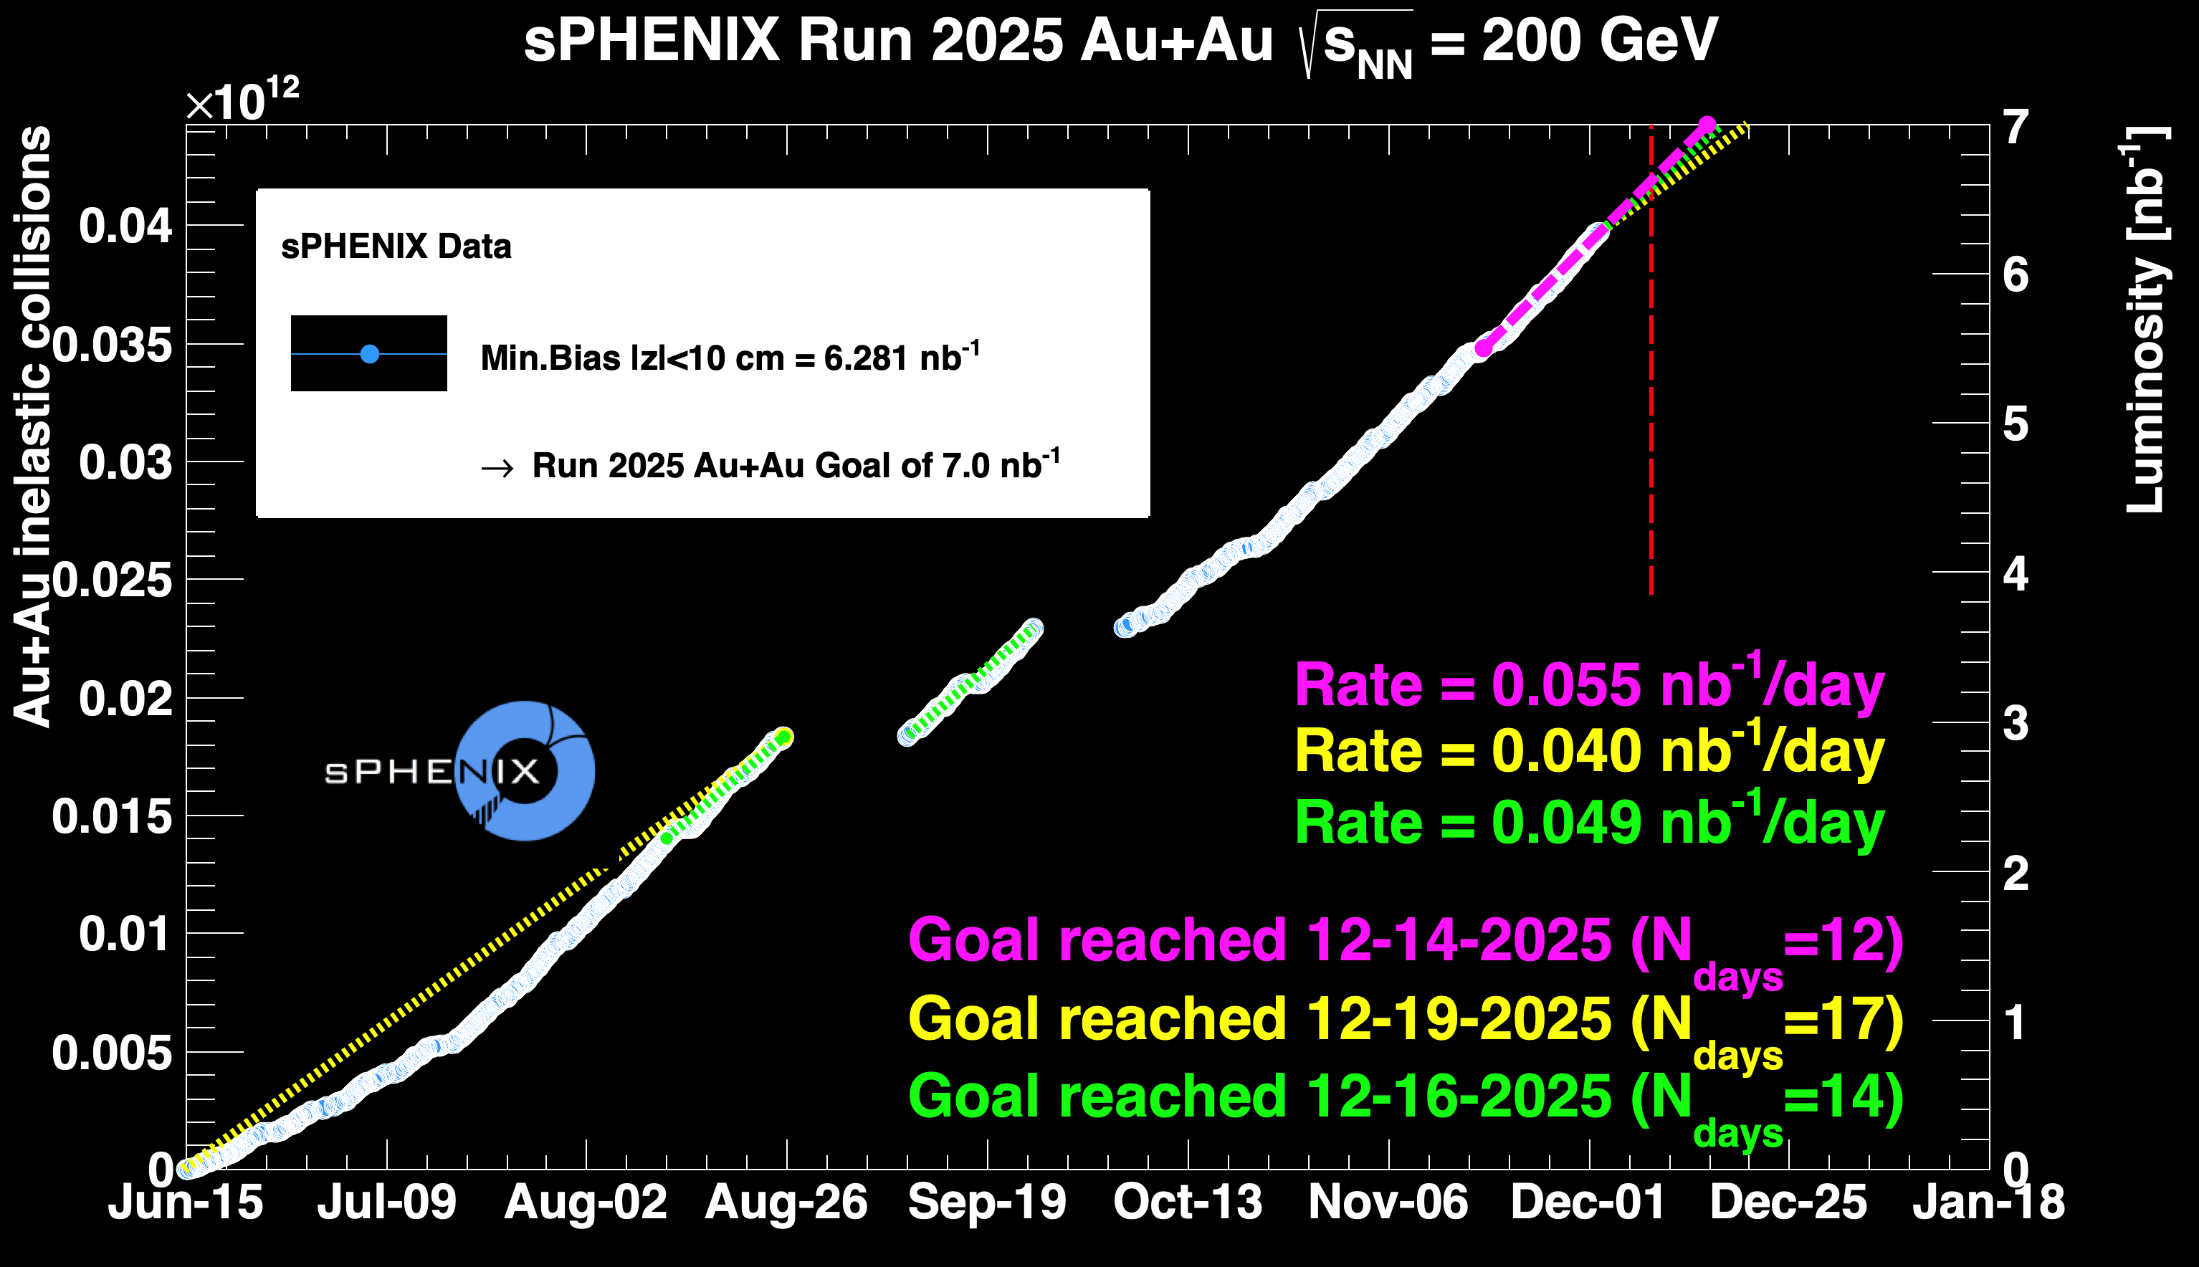 sPHENIX Run 2025 Au+Au √sNN = 200 GeV
×10^12
Au+Au inelastic collisions
0.04
0.035
0.03
0.025
0.02
0.015
0.01
0.005
0
sPHENIX Data
Min.Bias |z|<10 cm = 6.281 nb^-1
→ Run 2025 Au+Au Goal of 7.0 nb^-1
sPHENIX
Rate = 0.055 nb^-1/day
Rate = 0.040 nb^-1/day
Rate = 0.049 nb^-1/day
Goal reached 12-14-2025 (Ndays=12)
Goal reached 12-19-2025 (Ndays=17)
Goal reached 12-16-2025 (Ndays=14)
7
6
5
4
3
2
1
0
Luminosity [nb^-1]
Jun-15 Jul-09 Aug-02 Aug-26 Sep-19 Oct-13 Nov-06 Dec-01 Dec-25 Jan-18